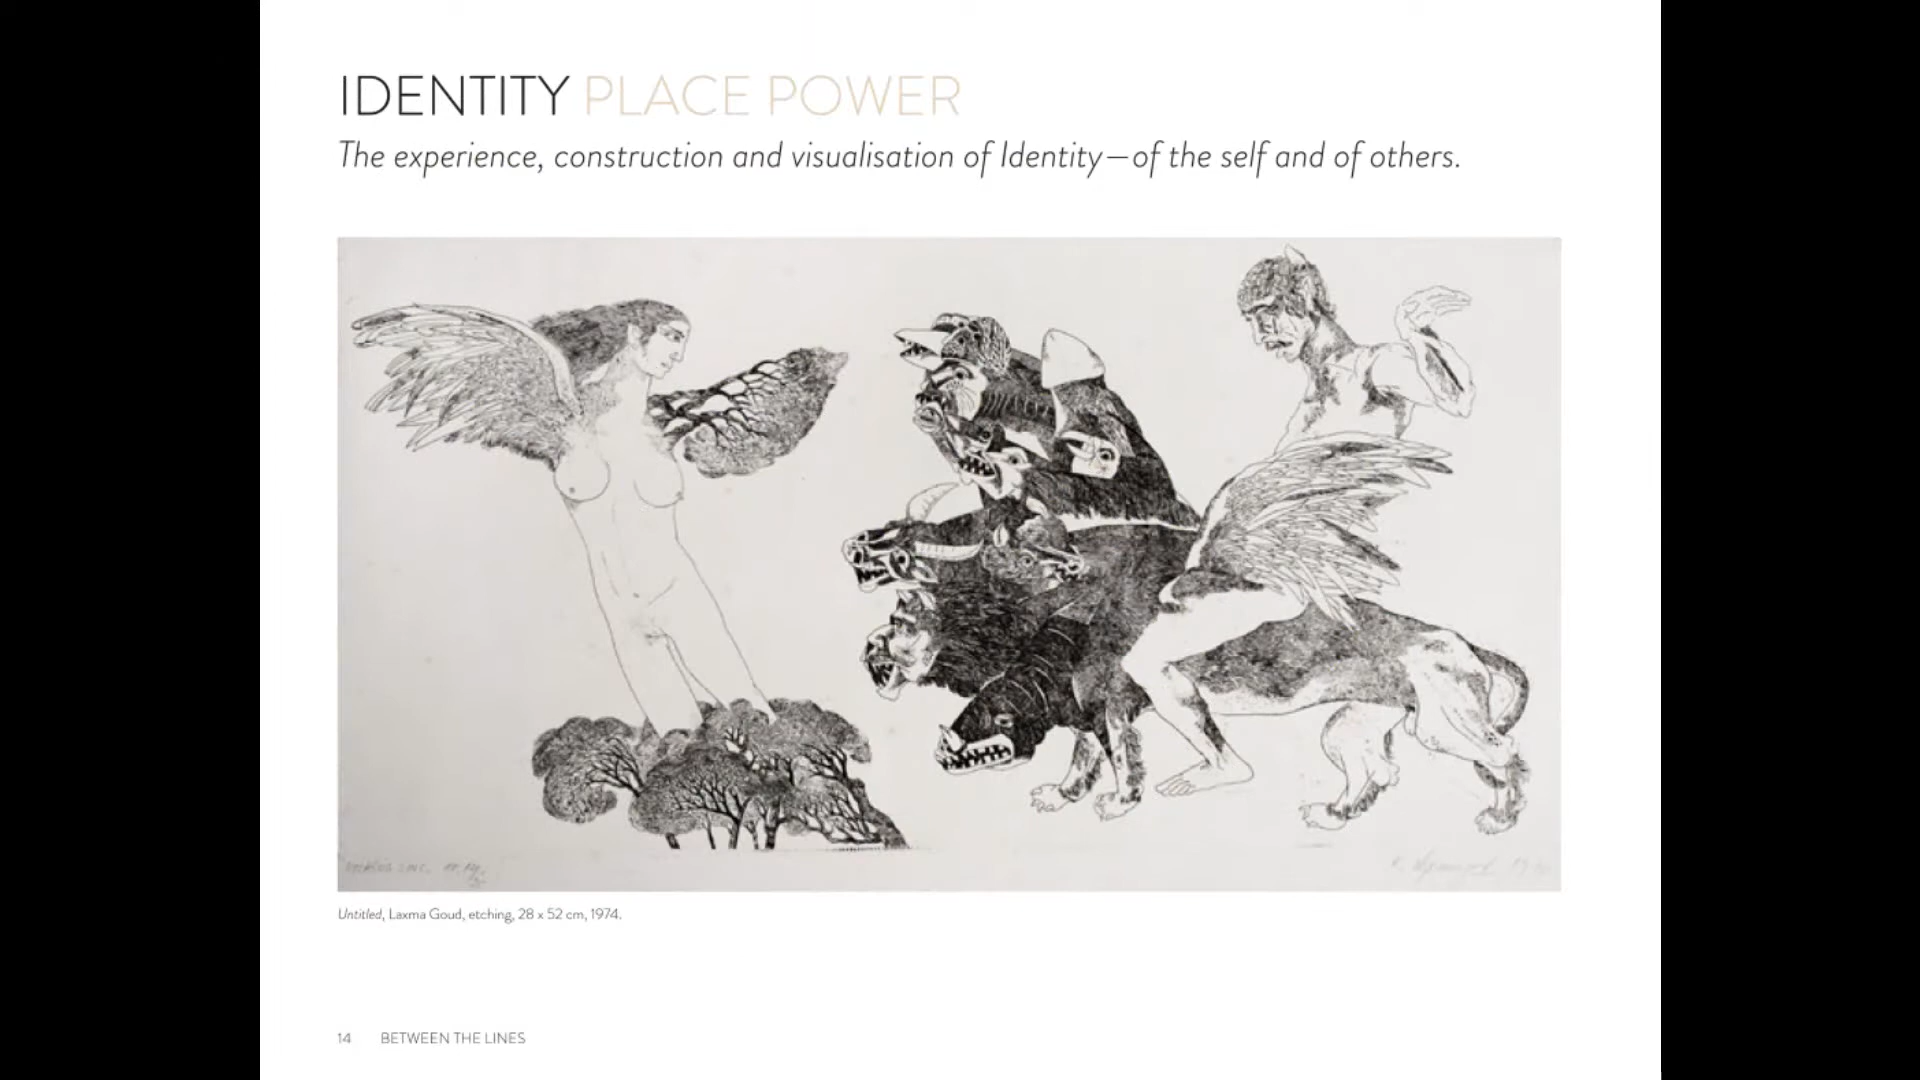 IDENTITY PLACE POWER
The experience, construction and visualisation of Identity—of the self and of others.
Untitled, Laxma Goud, etching, 28 x 52 cm, 1974.
14 BETWEEN THE LINES